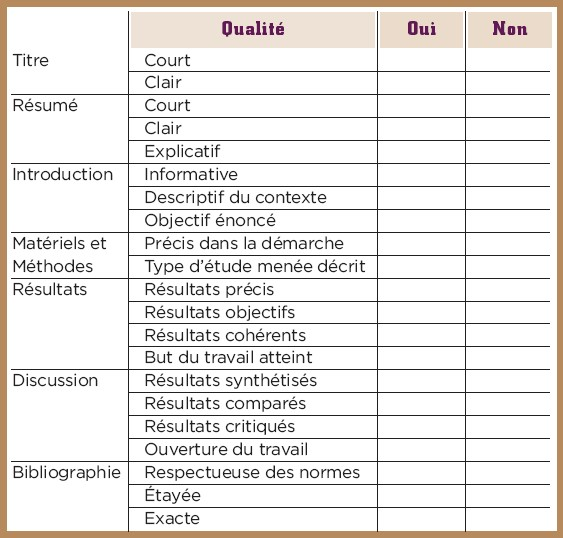 Qualité Oui Non
Titre Court
Clair
Résumé Court
Clair
Explicatif
Introduction Informative
Descriptif du contexte
Objectif énoncé
Matériels et Précis dans la démarche
Méthodes Type d’étude menée décrit
Résultats Résultats précis
Résultats objectifs
Résultats cohérents
But du travail atteint
Discussion Résultats synthétisés
Résultats comparés
Résultats critiqués
Ouverture du travail
Bibliographie Respectueuse des normes
Étayée
Exacte